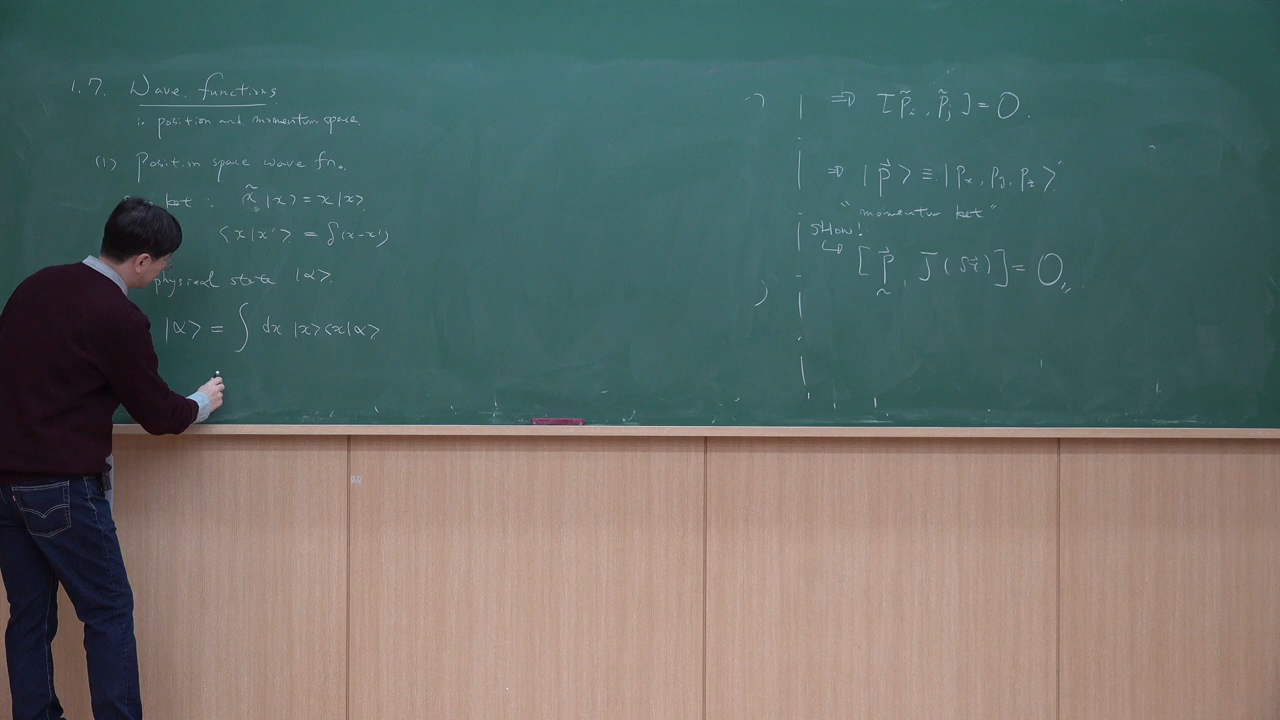 1.7. Wave functions
in position and momentum space
(1) Position space wave fn.
ket : x̃ |x> = x |x>
<x|x'> = δ(x-x')
physical state |α>.
|α> = ∫ dx |x><x|α>
⇒ [p̃ᵢ, p̃ⱼ] = 0.
⇒ |p⃗> ≡ |pₓ, p_y, p_z>
"momentum ket"
show!
↳ [p̰⃗, J(δx⃗)] = 0,,